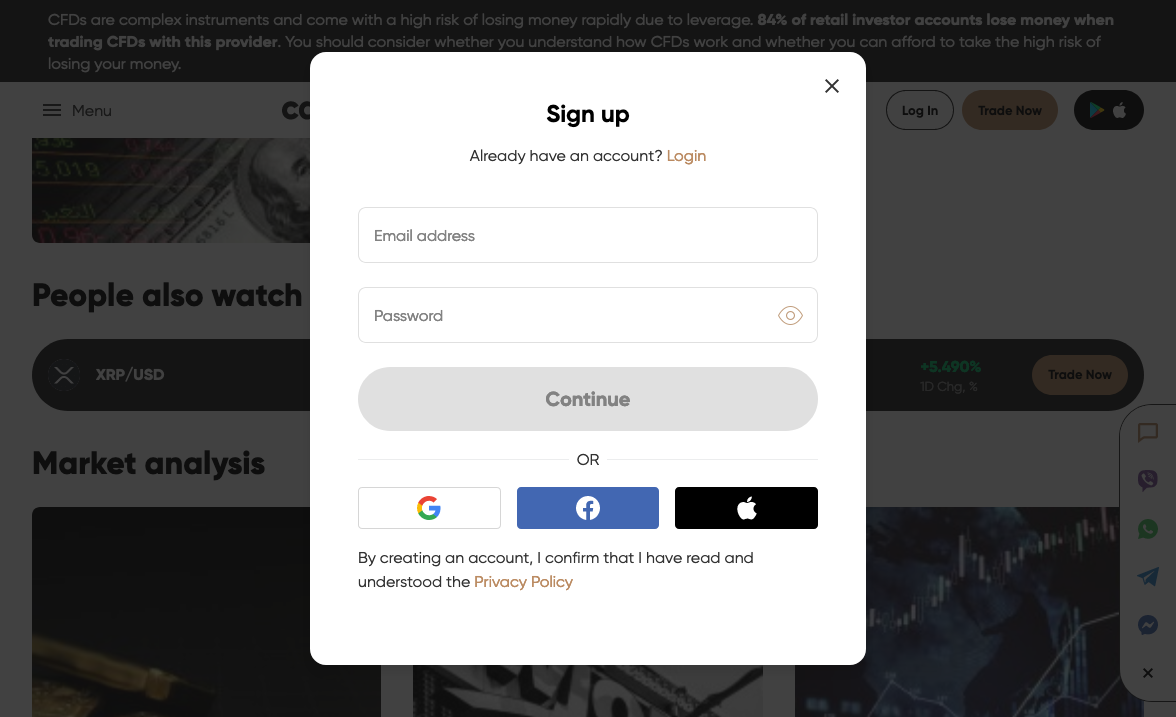 CFDs are complex instruments and come with a high risk of losing money rapidly due to leverage. 84% of retail investor accounts lose money when
trading CFDs with this provider. You should consider whether you understand how CFDs work and whether you can afford to take the high risk of
losing your money.
Menu
Log In
Trade Now
Sign up
Already have an account? Login
Email address
Password
Continue
OR
By creating an account, I confirm that I have read and
understood the Privacy Policy
5,019
People also watch
XRP/USD
+5.490%
1D Chg, %
Trade Now
Market analysis